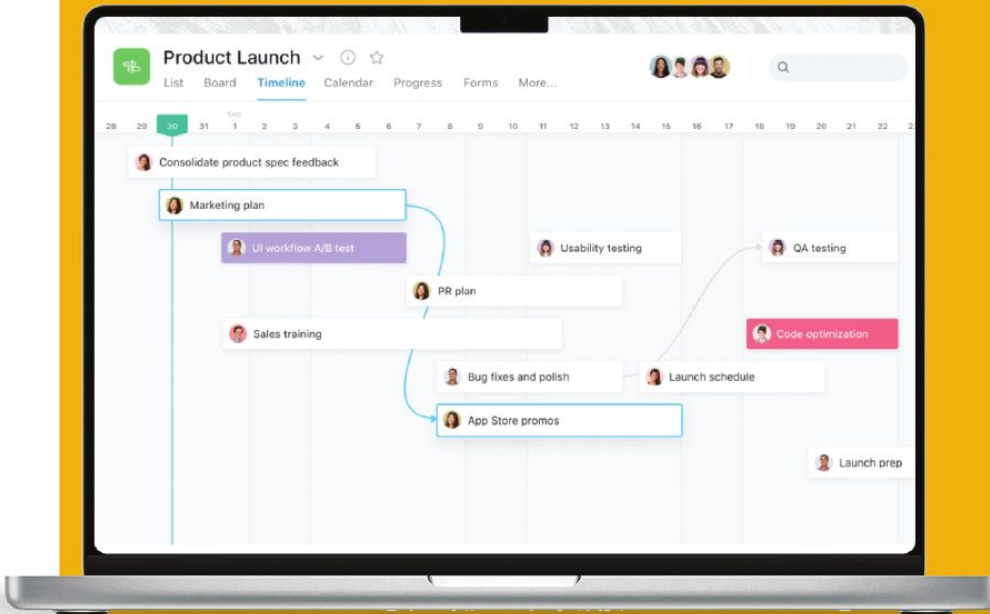 Product Launch
List Board Timeline Calendar Progress Forms More...
Sep
28 29 30 31 1 2 3 4 5 6 7 8 9 10 11 12 13 14 15 16 17 18 19 20 21 22
Consolidate product spec feedback
Marketing plan
UI workflow A/B test
Usability testing
QA testing
PR plan
Sales training
Code optimization
Bug fixes and polish
Launch schedule
App Store promos
Launch prep